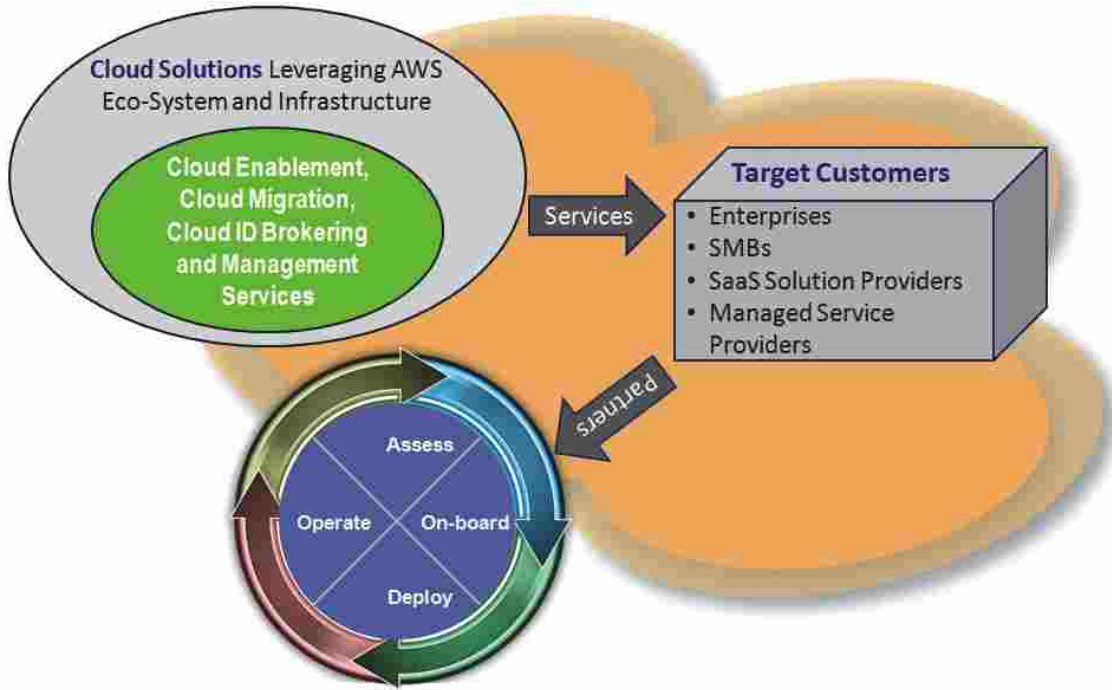 Cloud Solutions Leveraging AWS
Eco-System and Infrastructure
Cloud Enablement,
Cloud Migration,
Cloud ID Brokering
and Management
Services
Services
Target Customers
• Enterprises
• SMBs
• SaaS Solution Providers
• Managed Service
Providers
Partners
Assess
Operate
On-board
Deploy